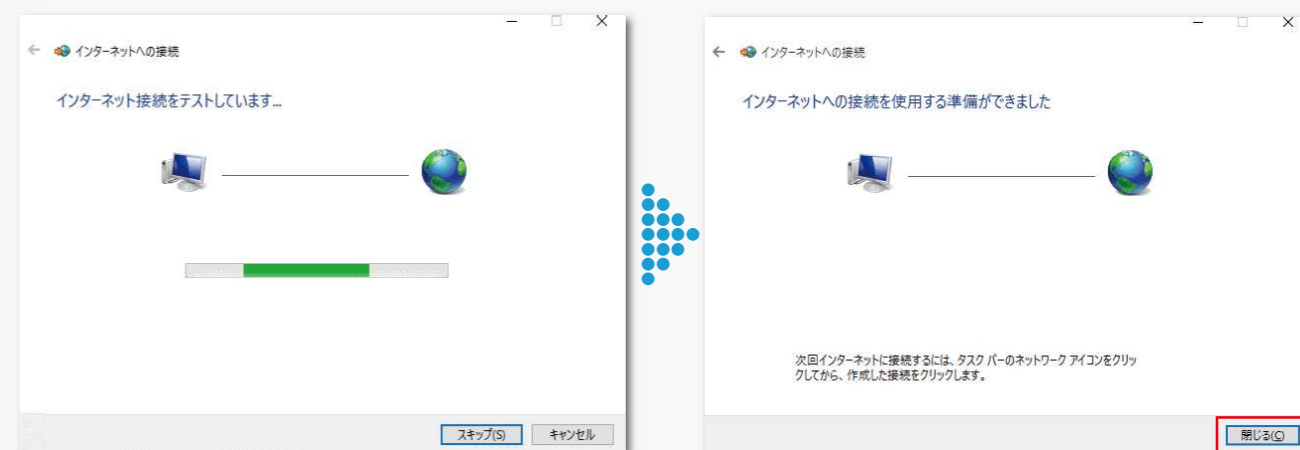 インターネットへの接続
インターネット接続をテストしています...
スキップ(S)
キャンセル
インターネットへの接続
インターネットへの接続を使用する準備ができました
次回インターネットに接続するには、タスク バーのネットワーク アイコンをクリッ
クしてから、作成した接続をクリックします。
閉じる(C)